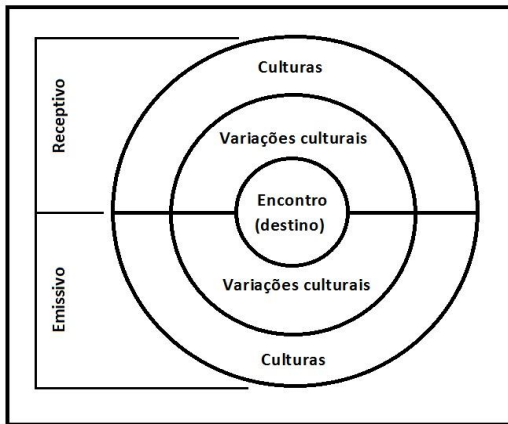 Receptivo
Emissivo
Culturas
Variações culturais
Encontro
(destino)
Variações culturais
Culturas